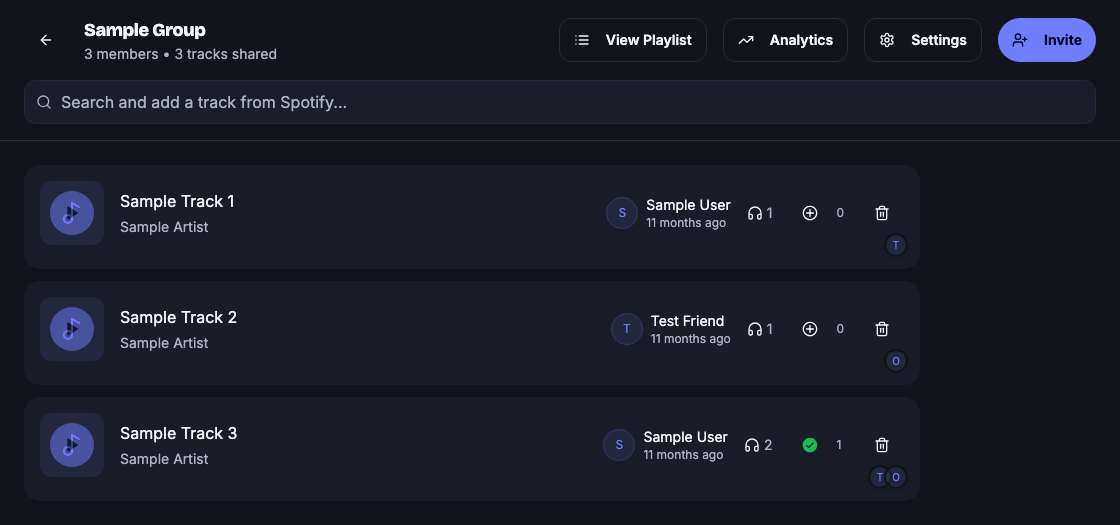 Sample Group
3 members • 3 tracks shared
View Playlist
Analytics
Settings
Invite
Search and add a track from Spotify...
Sample Track 1
Sample Artist
S
Sample User
11 months ago
1
0
T
Sample Track 2
Sample Artist
T
Test Friend
11 months ago
1
0
O
Sample Track 3
Sample Artist
S
Sample User
11 months ago
2
1
T
O